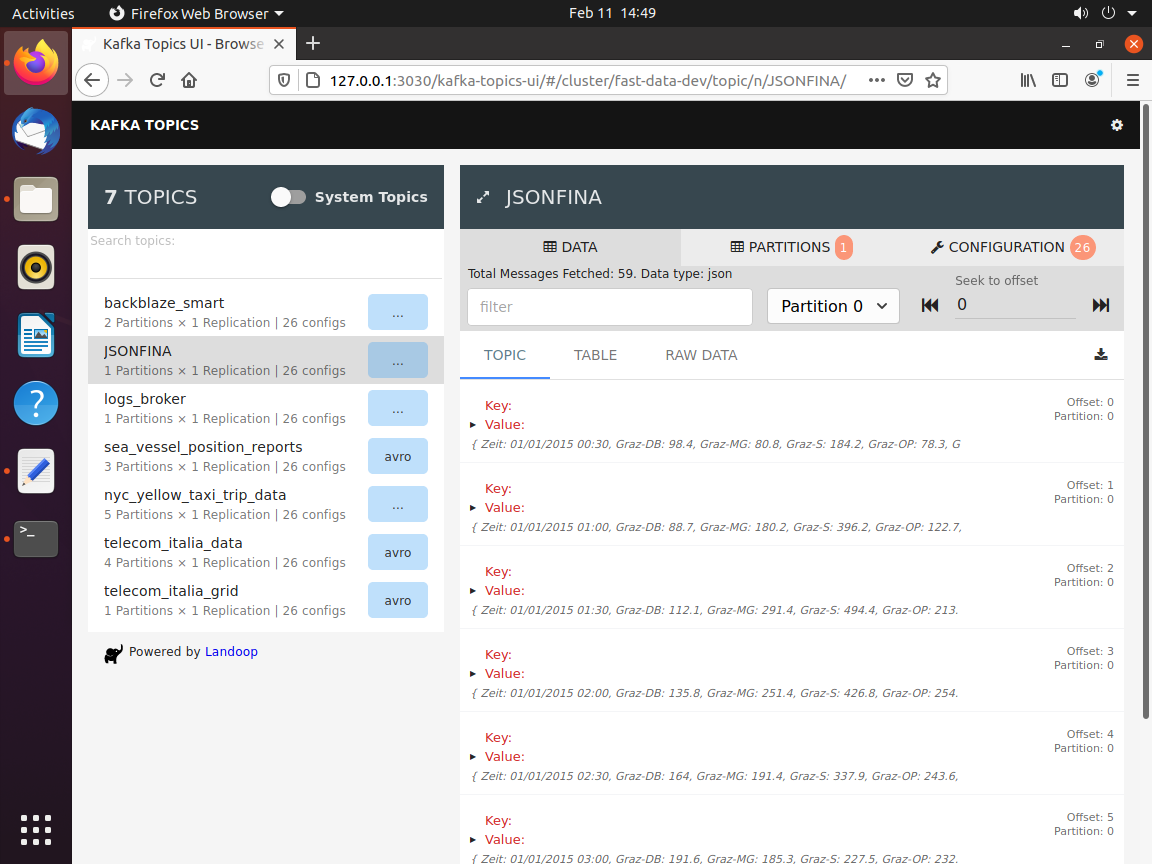 Activities
Firefox Web Browser
Feb 11 14:49
Kafka Topics UI - Browse
127.0.0.1:3030/kafka-topics-ui/#/cluster/fast-data-dev/topic/n/JSONFINA/
KAFKA TOPICS
7 TOPICS
System Topics
Search topics:
backblaze_smart
2 Partitions × 1 Replication | 26 configs
...
JSONFINA
1 Partitions × 1 Replication | 26 configs
...
logs_broker
1 Partitions × 1 Replication | 26 configs
...
sea_vessel_position_reports
3 Partitions × 1 Replication | 26 configs
avro
nyc_yellow_taxi_trip_data
5 Partitions × 1 Replication | 26 configs
...
telecom_italia_data
4 Partitions × 1 Replication | 26 configs
avro
telecom_italia_grid
1 Partitions × 1 Replication | 26 configs
avro
Powered by Landoop
JSONFINA
DATA
PARTITIONS 1
CONFIGURATION 26
Total Messages Fetched: 59. Data type: json
filter
Partition 0
Seek to offset
0
TOPIC
TABLE
RAW DATA
Key:
Value:
{ Zeit: 01/01/2015 00:30, Graz-DB: 98.4, Graz-MG: 80.8, Graz-S: 184.2, Graz-OP: 78.3, G
Offset: 0
Partition: 0
Key:
Value:
{ Zeit: 01/01/2015 01:00, Graz-DB: 88.7, Graz-MG: 180.2, Graz-S: 396.2, Graz-OP: 122.7,
Offset: 1
Partition: 0
Key:
Value:
{ Zeit: 01/01/2015 01:30, Graz-DB: 112.1, Graz-MG: 291.4, Graz-S: 494.4, Graz-OP: 213.
Offset: 2
Partition: 0
Key:
Value:
{ Zeit: 01/01/2015 02:00, Graz-DB: 135.8, Graz-MG: 251.4, Graz-S: 426.8, Graz-OP: 254.
Offset: 3
Partition: 0
Key:
Value:
{ Zeit: 01/01/2015 02:30, Graz-DB: 164, Graz-MG: 191.4, Graz-S: 337.9, Graz-OP: 243.6,
Offset: 4
Partition: 0
Key:
Value:
{ Zeit: 01/01/2015 03:00, Graz-DB: 191.6, Graz-MG: 185.3, Graz-S: 227.5, Graz-OP: 232.
Offset: 5
Partition: 0